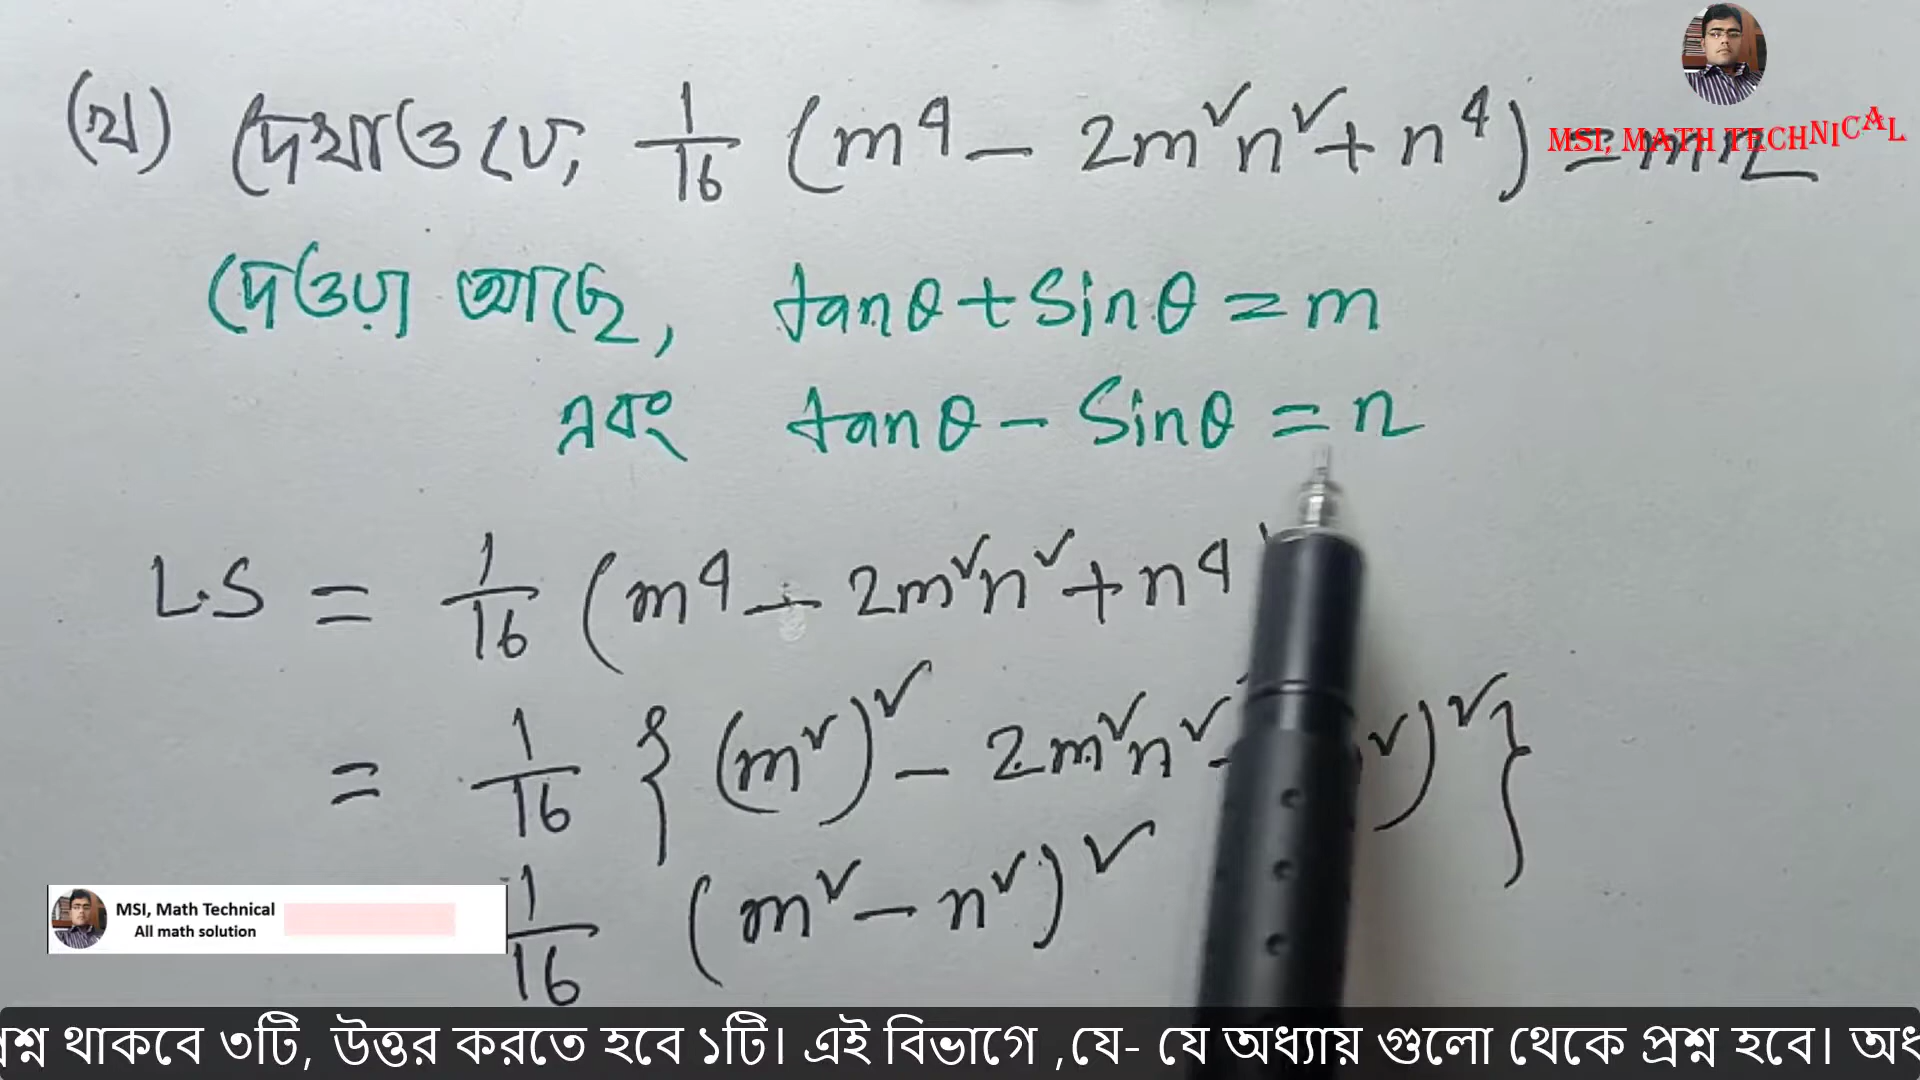 (খ) দেখাও যে, 1/16 (m⁴ - 2m²n² + n⁴) = mn
MSI, MATH TECHNICAL
দেওয়া আছে, tanθ + Sinθ = m
এবং tanθ - Sinθ = n
L.S = 1/16 (m⁴ - 2m²n² + n⁴
= 1/16 { (m²)² - 2m²n² ²)² }
1/16 (m² - n²)²
MSI, Math Technical
All math solution
থাকবে ৩টি, উত্তর করতে হবে ১টি। এই বিভাগে ,যে- যে অধ্যায় গুলো থেকে প্রশ্ন হবে।